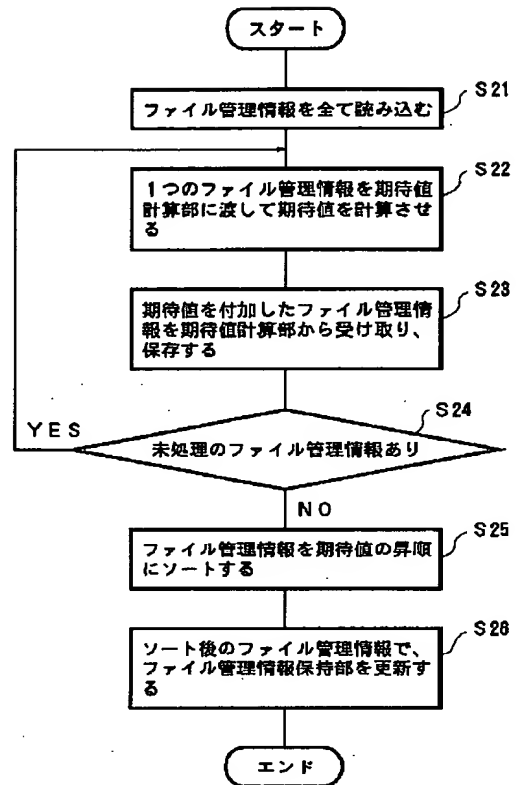 スタート
S21
ファイル管理情報を全て読み込む
S22
1つのファイル管理情報を期待値
計算部に渡して期待値を計算させ
る
S23
期待値を付加したファイル管理情
報を期待値計算部から受け取り、
保存する
S24
YES
未処理のファイル管理情報あり
NO
S25
ファイル管理情報を期待値の昇順
にソートする
S26
ソート後のファイル管理情報で、
ファイル管理情報保持部を更新す
る
エンド